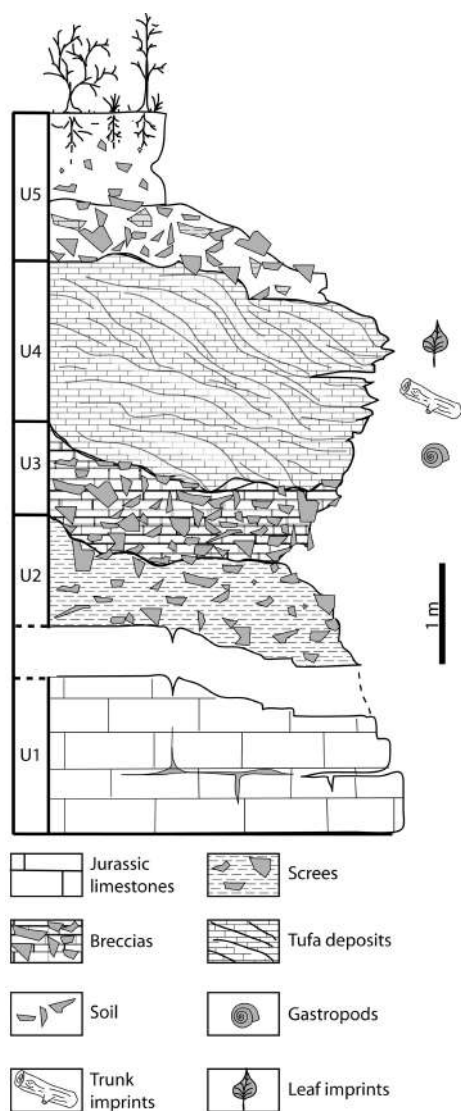 U5
U4
U3
U2
1 m
U1
Jurassic
limestones
Screes
Breccias
Tufa deposits
Soil
Gastropods
Trunk
imprints
Leaf imprints